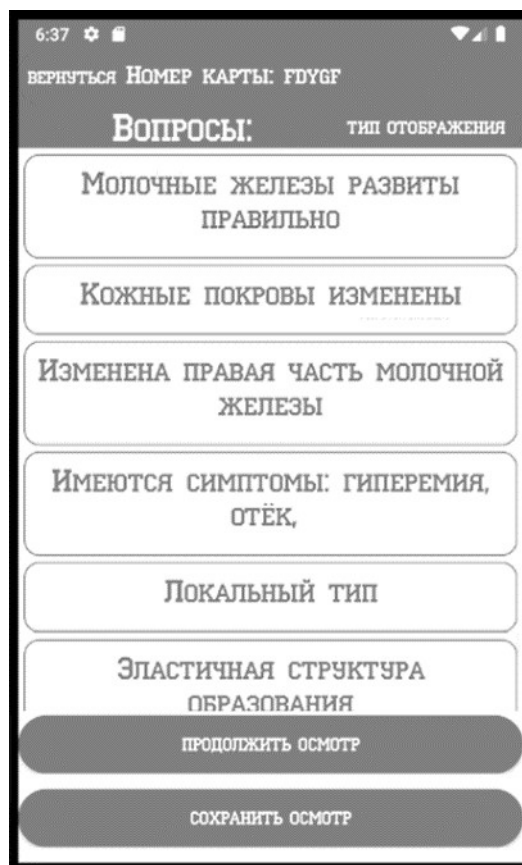 6:37
вернуться Номер карты: fdygf
Вопросы: тип отображения
Молочные железы развиты
правильно
Кожные покровы изменены
Изменена правая часть молочной
железы
Имеются симптомы: гиперемия,
отёк,
Локальный тип
Эластичная структура
образования
продолжить осмотр
сохранить осмотр